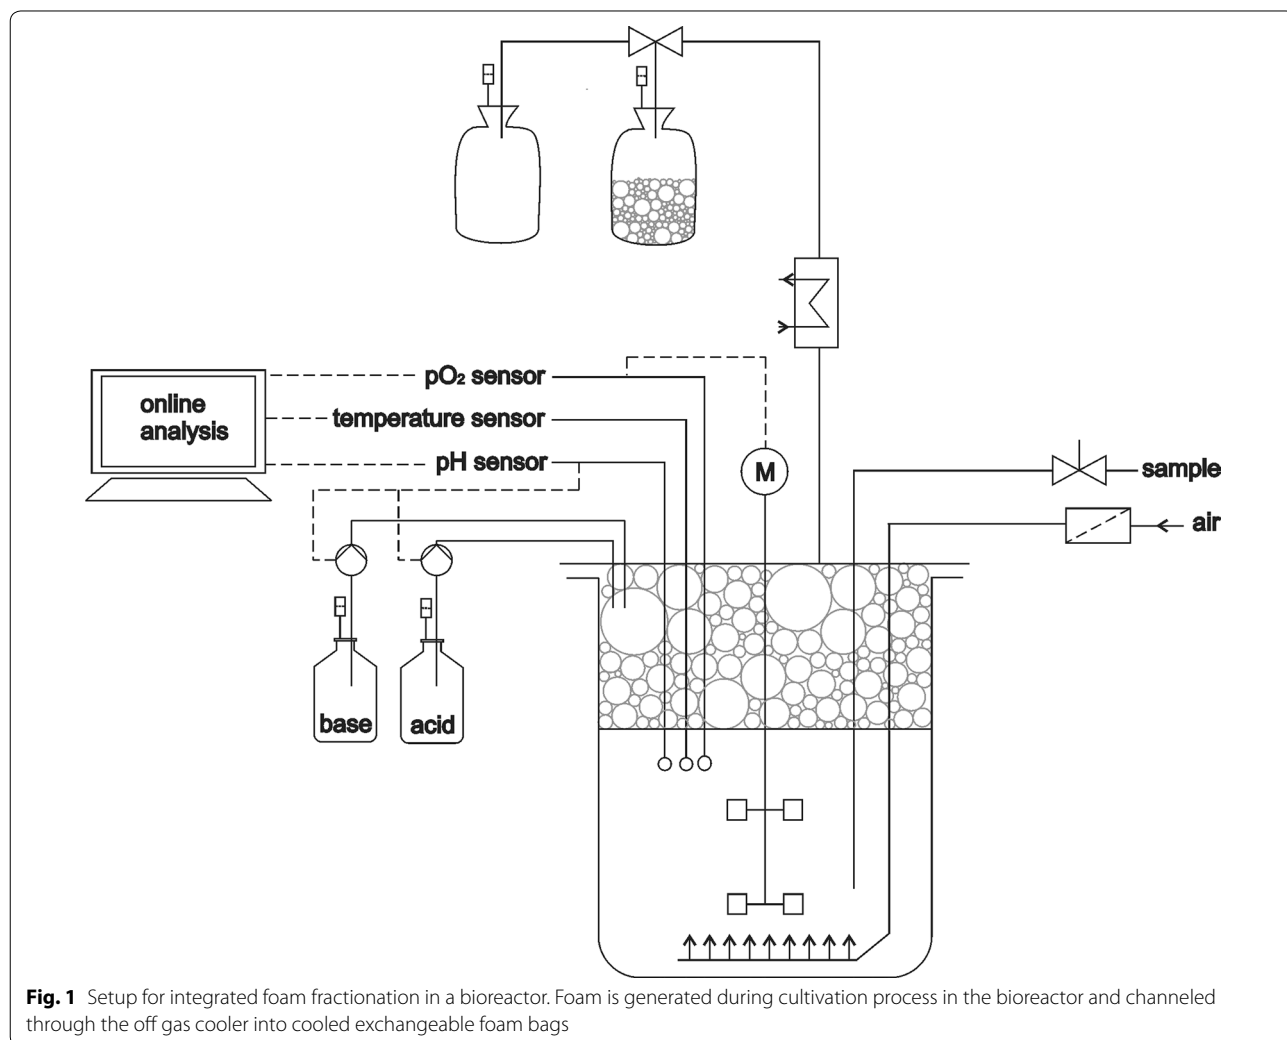 pO₂ sensor
online
analysis
temperature sensor
pH sensor
M
sample
air
base
acid
Fig. 1 Setup for integrated foam fractionation in a bioreactor. Foam is generated during cultivation process in the bioreactor and channeled
through the off gas cooler into cooled exchangeable foam bags